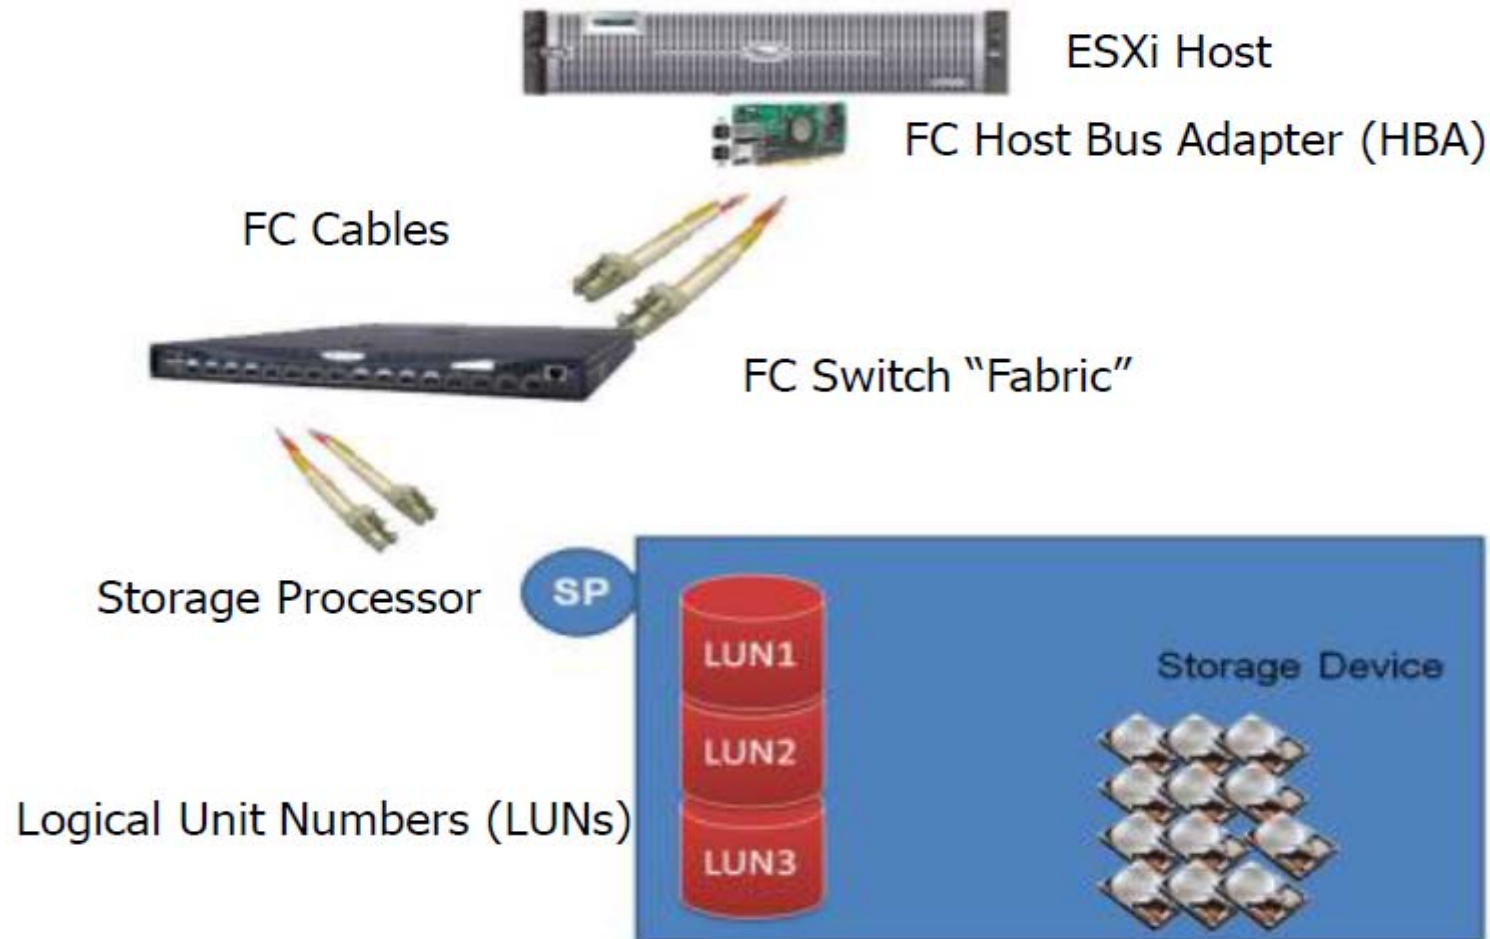 ESXi Host
FC Host Bus Adapter (HBA)
FC Cables
FC Switch “Fabric”
Storage Processor
SP
LUN1
Storage Device
LUN2
Logical Unit Numbers (LUNs)
LUN3